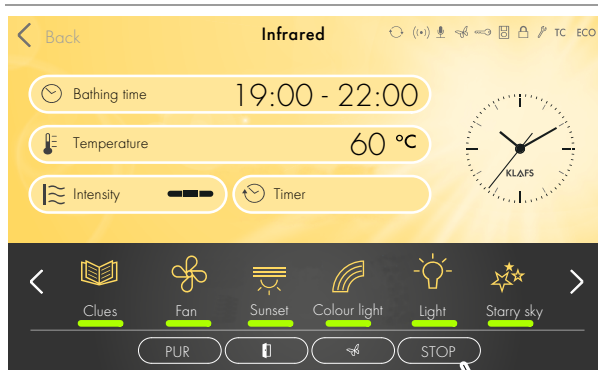 Back
Infrared
TC ECO
Bathing time 19:00 - 22:00
Temperature 60 °C
Intensity
Timer
KLAFS
Clues
Fan
Sunset
Colour light
Light
Starry sky
PUR
STOP